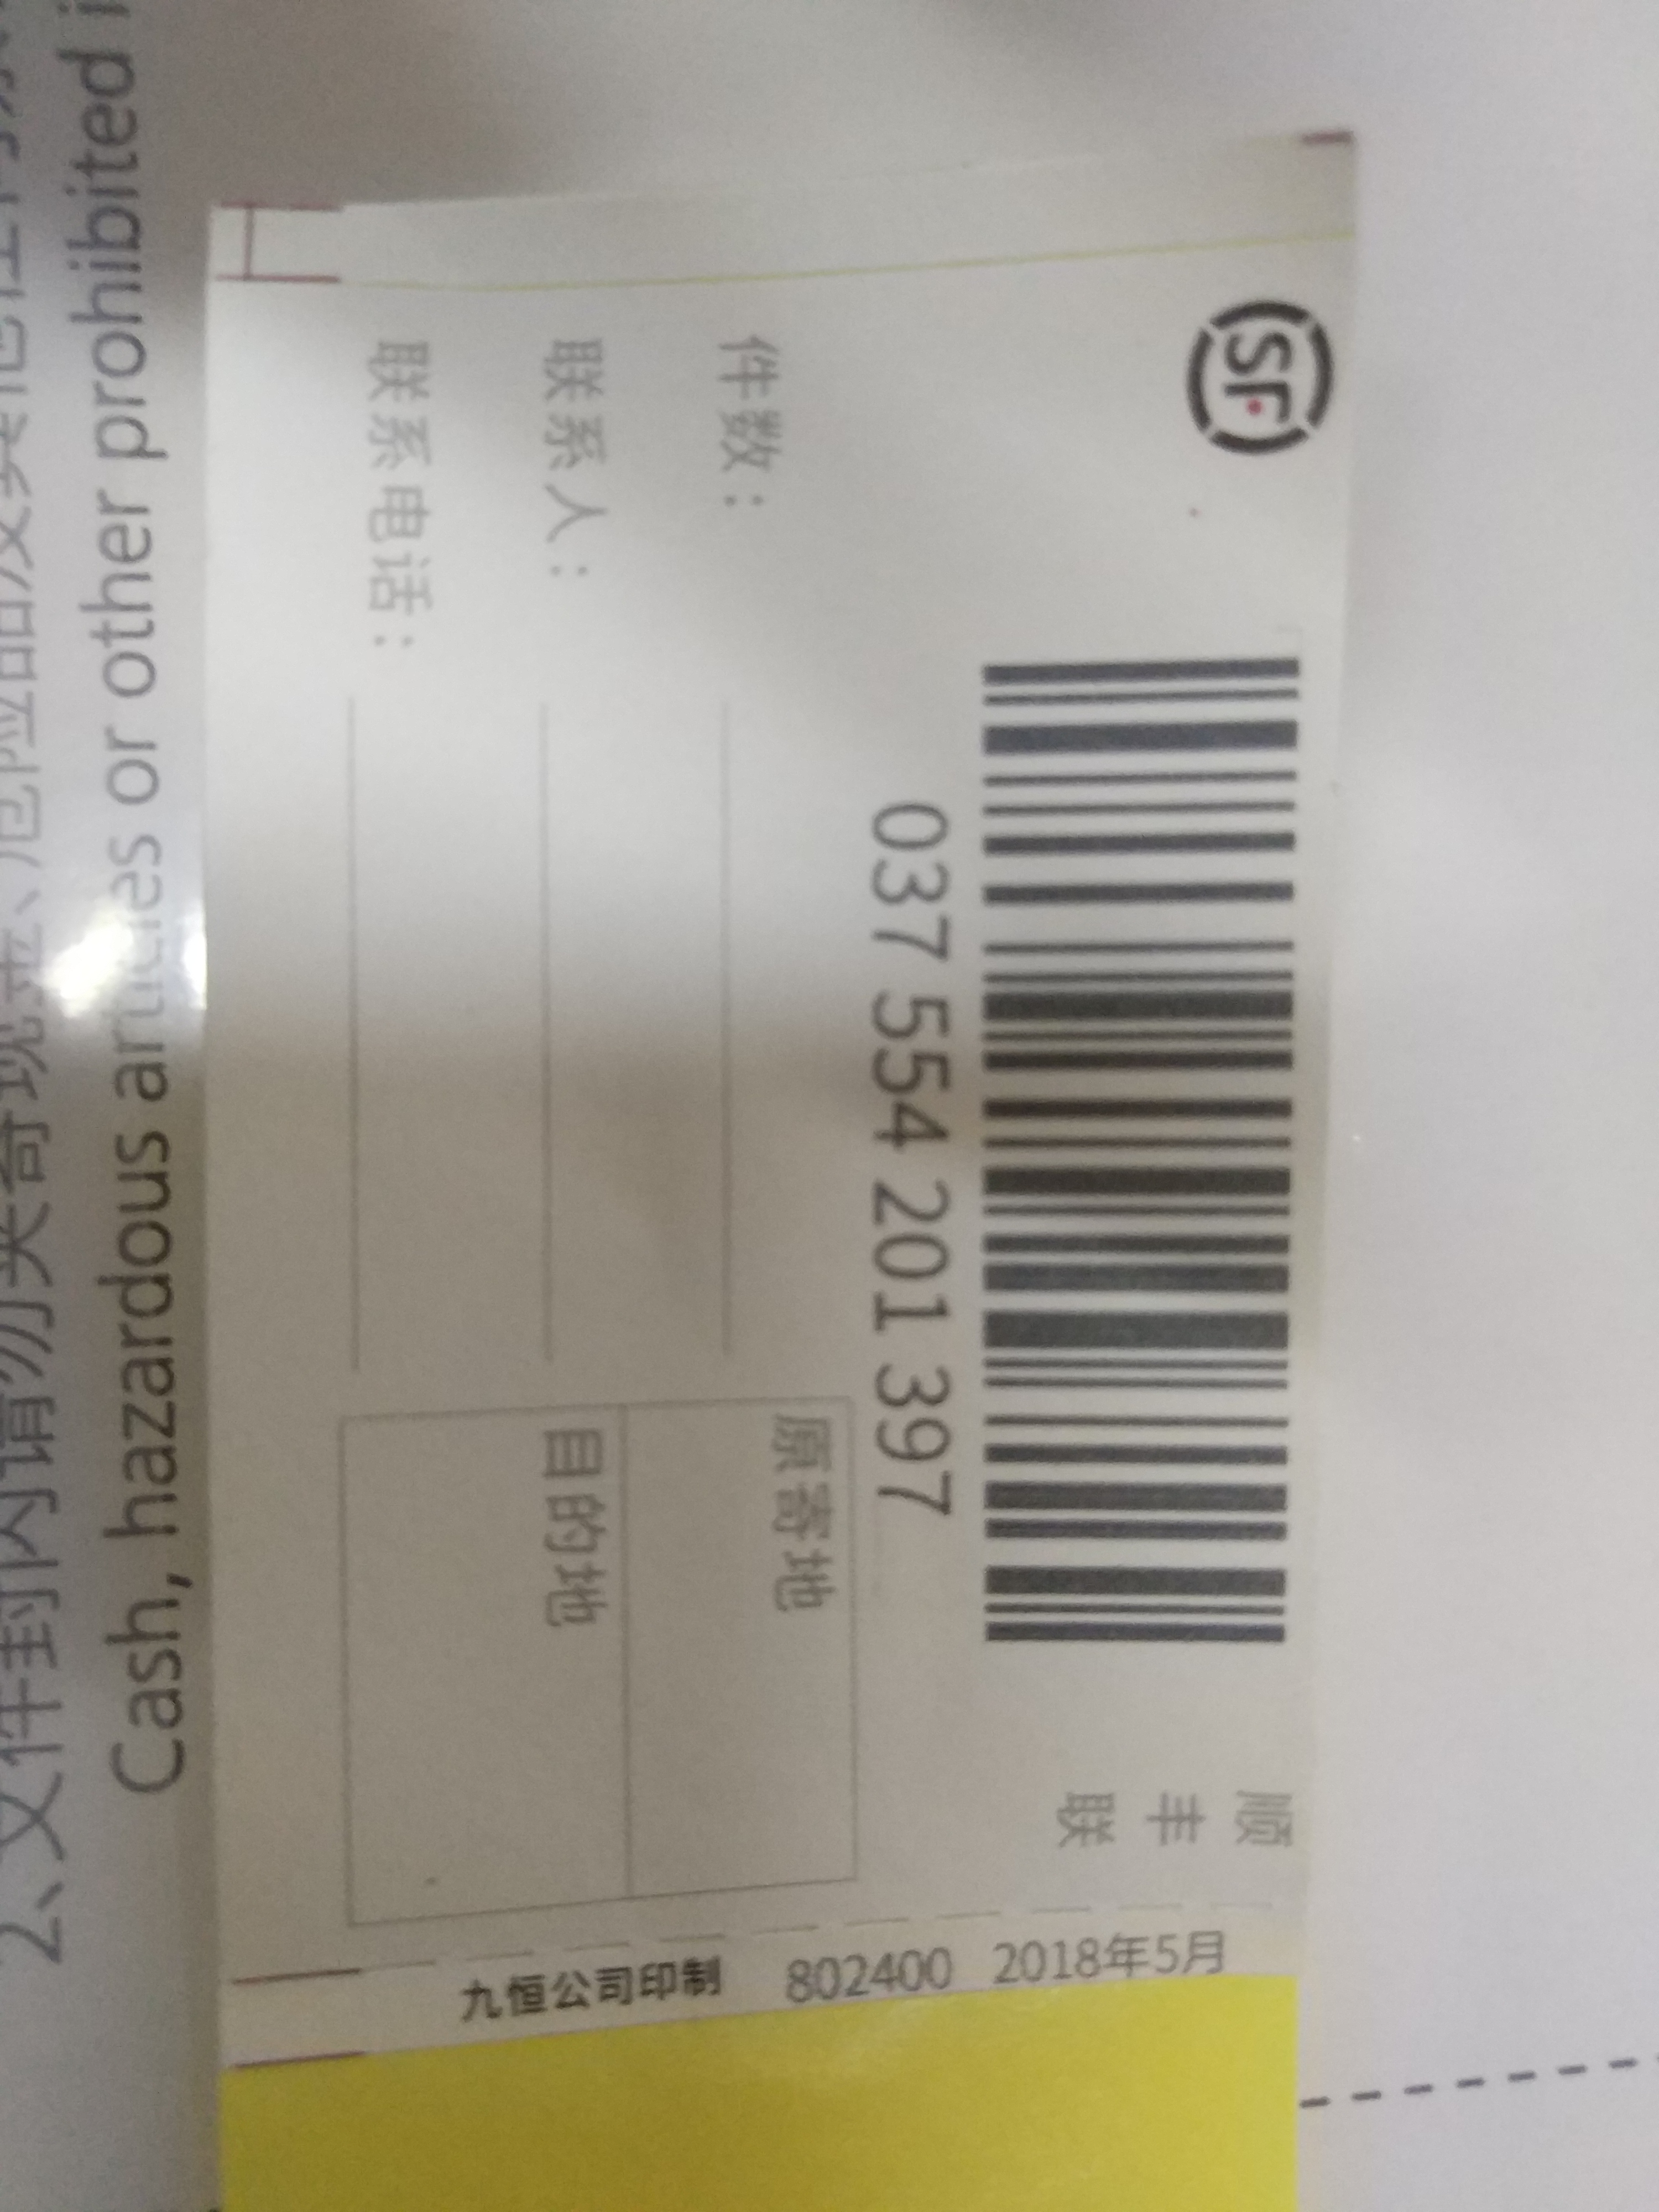 SF
顺丰联
037 554 201 397
件数：
联系人：
联系电话：
原寄地
目的地
九恒公司印制 802400 2018年5月
Cash, hazardous articles or other prohibited